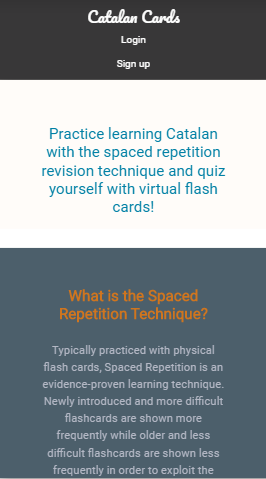 Catalan Cards
Login
Sign up
Practice learning Catalan
with the spaced repetition
revision technique and quiz
yourself with virtual flash
cards!
What is the Spaced
Repetition Technique?
Typically practiced with physical
flash cards, Spaced Repetition is an
evidence-proven learning technique.
Newly introduced and more difficult
flashcards are shown more
frequently while older and less
difficult flashcards are shown less
frequently in order to exploit the